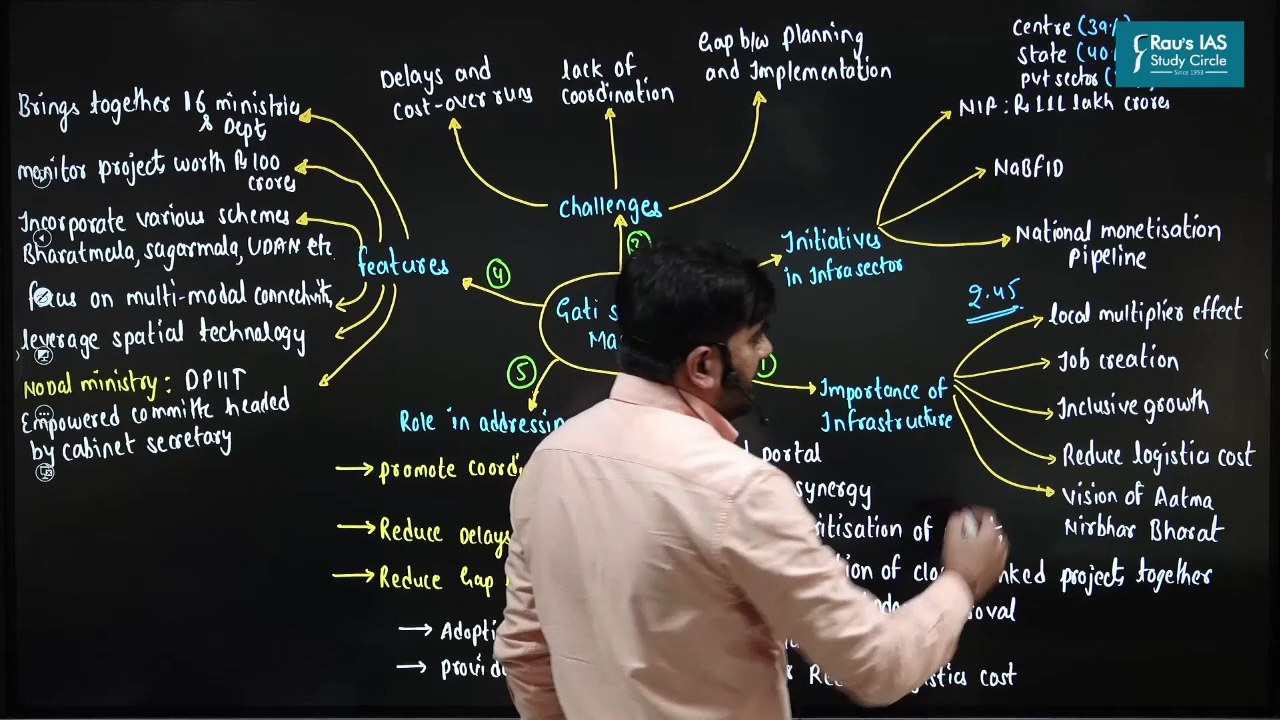 Centre (39
State (40
Pvt sector (
NIP: Rs 111 lakh crores
Rau's IAS
Study Circle
Since 1953
Gap b/w planning
and Implementation
lack of
coordination
Delays and
cost-over runs
Brings together 16 ministries
& Dept
monitor project worth Rs 100
crores
Incorporate various schemes
Bharatmala, sagarmala, UDAN etc.
focus on multi-modal connectivity
leverage spatial technology
Nodal ministry: DPIIT
Empowered committe headed
by cabinet secretary
features
4
challenges
Initiatives
in Infra sector
NaBFID
National monetisation
pipeline
Gati
Ma
1
5
2.45
local multiplier effect
Job creation
Inclusive growth
Reduce logistics cost
vision of Aatma
Nirbhar Bharat
Importance of
Infrastructure
Role in addressin
promote coordi
portal
synergy
Reduce Delays
itisation of
Reduce Gap
ion of clo nked projects together
Adopti
oval
provid
Re gistics cost